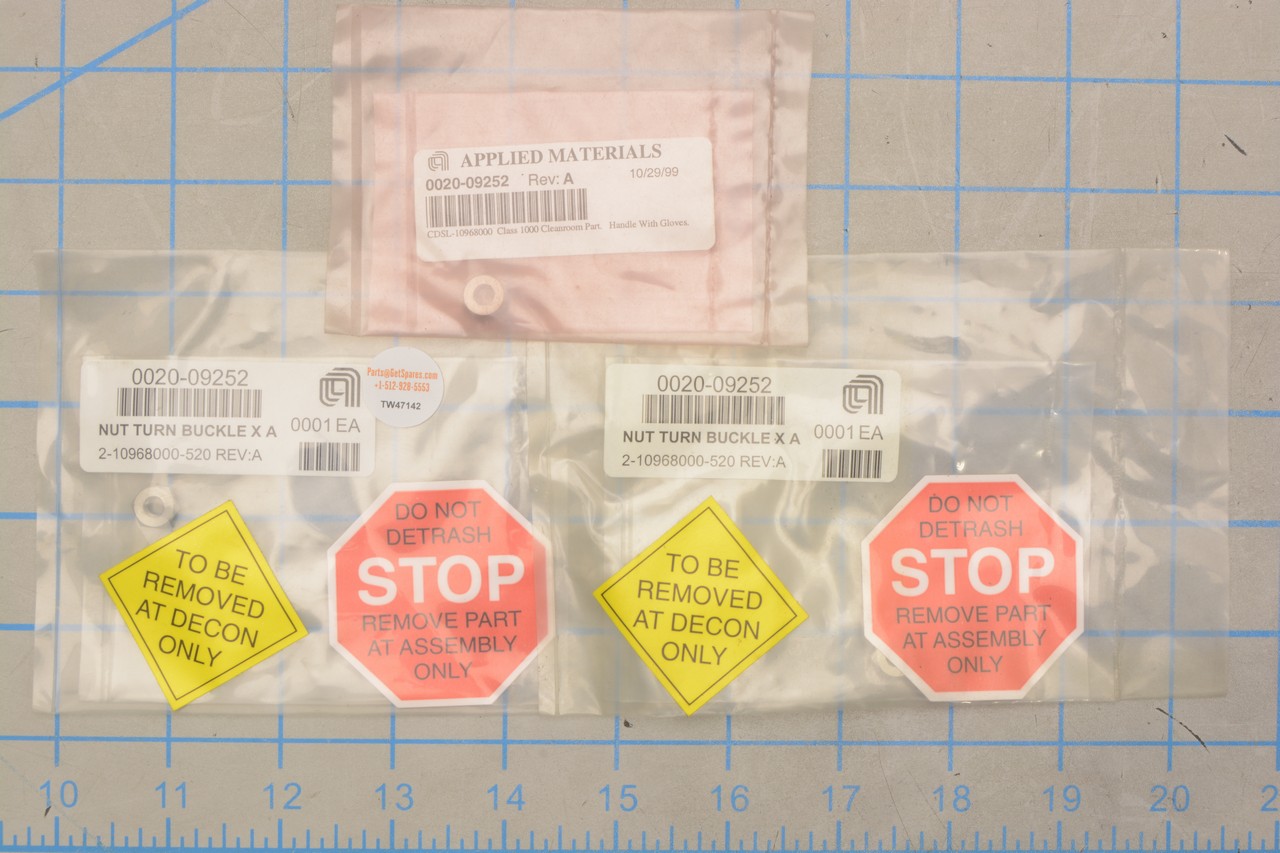 APPLIED MATERIALS
0020-09252 Rev: A 10/29/99
CDSL-10968000 Class 1000 Cleanroom Part. Handle With Gloves.
0020-09252
NUT TURN BUCKLE X A 0001 EA
2-10968000-520 REV:A
Parts@GetSpares.com
+1-512-928-5553
TW47142
0020-09252
NUT TURN BUCKLE X A 0001 EA
2-10968000-520 REV:A
TO BE
REMOVED
AT DECON
ONLY
DO NOT
DETRASH
STOP
REMOVE PART
AT ASSEMBLY
ONLY
TO BE
REMOVED
AT DECON
ONLY
DO NOT
DETRASH
STOP
REMOVE PART
AT ASSEMBLY
ONLY
10 11 12 13 14 15 16 17 18 19 20